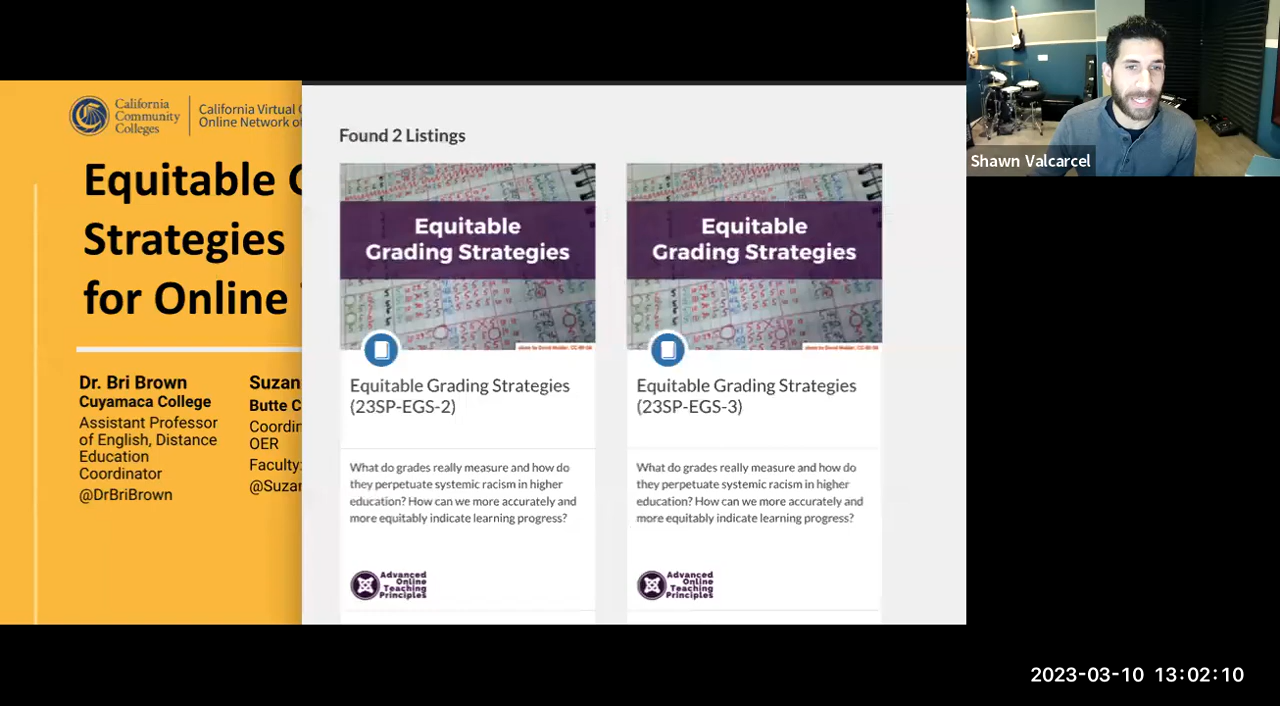 California
Community
Colleges
California Virtual
Online Network of
Equitable
Strategies
for Online
Dr. Bri Brown
Cuyamaca College
Assistant Professor
of English, Distance
Education
Coordinator
@DrBriBrown
Suzan
Butte C
Coordin
OER
Faculty:
@Suzan
Found 2 Listings
Equitable
Grading Strategies
Equitable Grading Strategies
(23SP-EGS-2)
What do grades really measure and how do
they perpetuate systemic racism in higher
education? How can we more accurately and
more equitably indicate learning progress?
Advanced
Online
Teaching
Principles
Equitable
Grading Strategies
Equitable Grading Strategies
(23SP-EGS-3)
What do grades really measure and how do
they perpetuate systemic racism in higher
education? How can we more accurately and
more equitably indicate learning progress?
Advanced
Online
Teaching
Principles
Shawn Valcarcel
2023-03-10 13:02:10